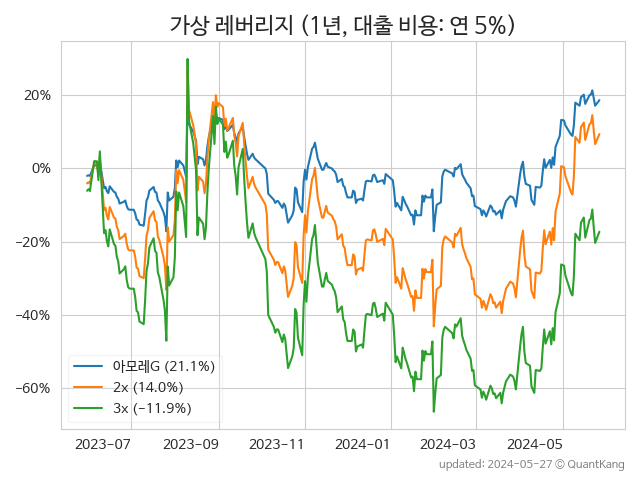 가상 레버리지 (1년, 대출 비용: 연 5%)
20%
0%
−20%
−40%
−60%
아모레G (21.1%)
2x (14.0%)
3x (−11.9%)
2023−07 2023−09 2023−11 2024−01 2024−03 2024−05
updated: 2024-05-27 © QuantKang